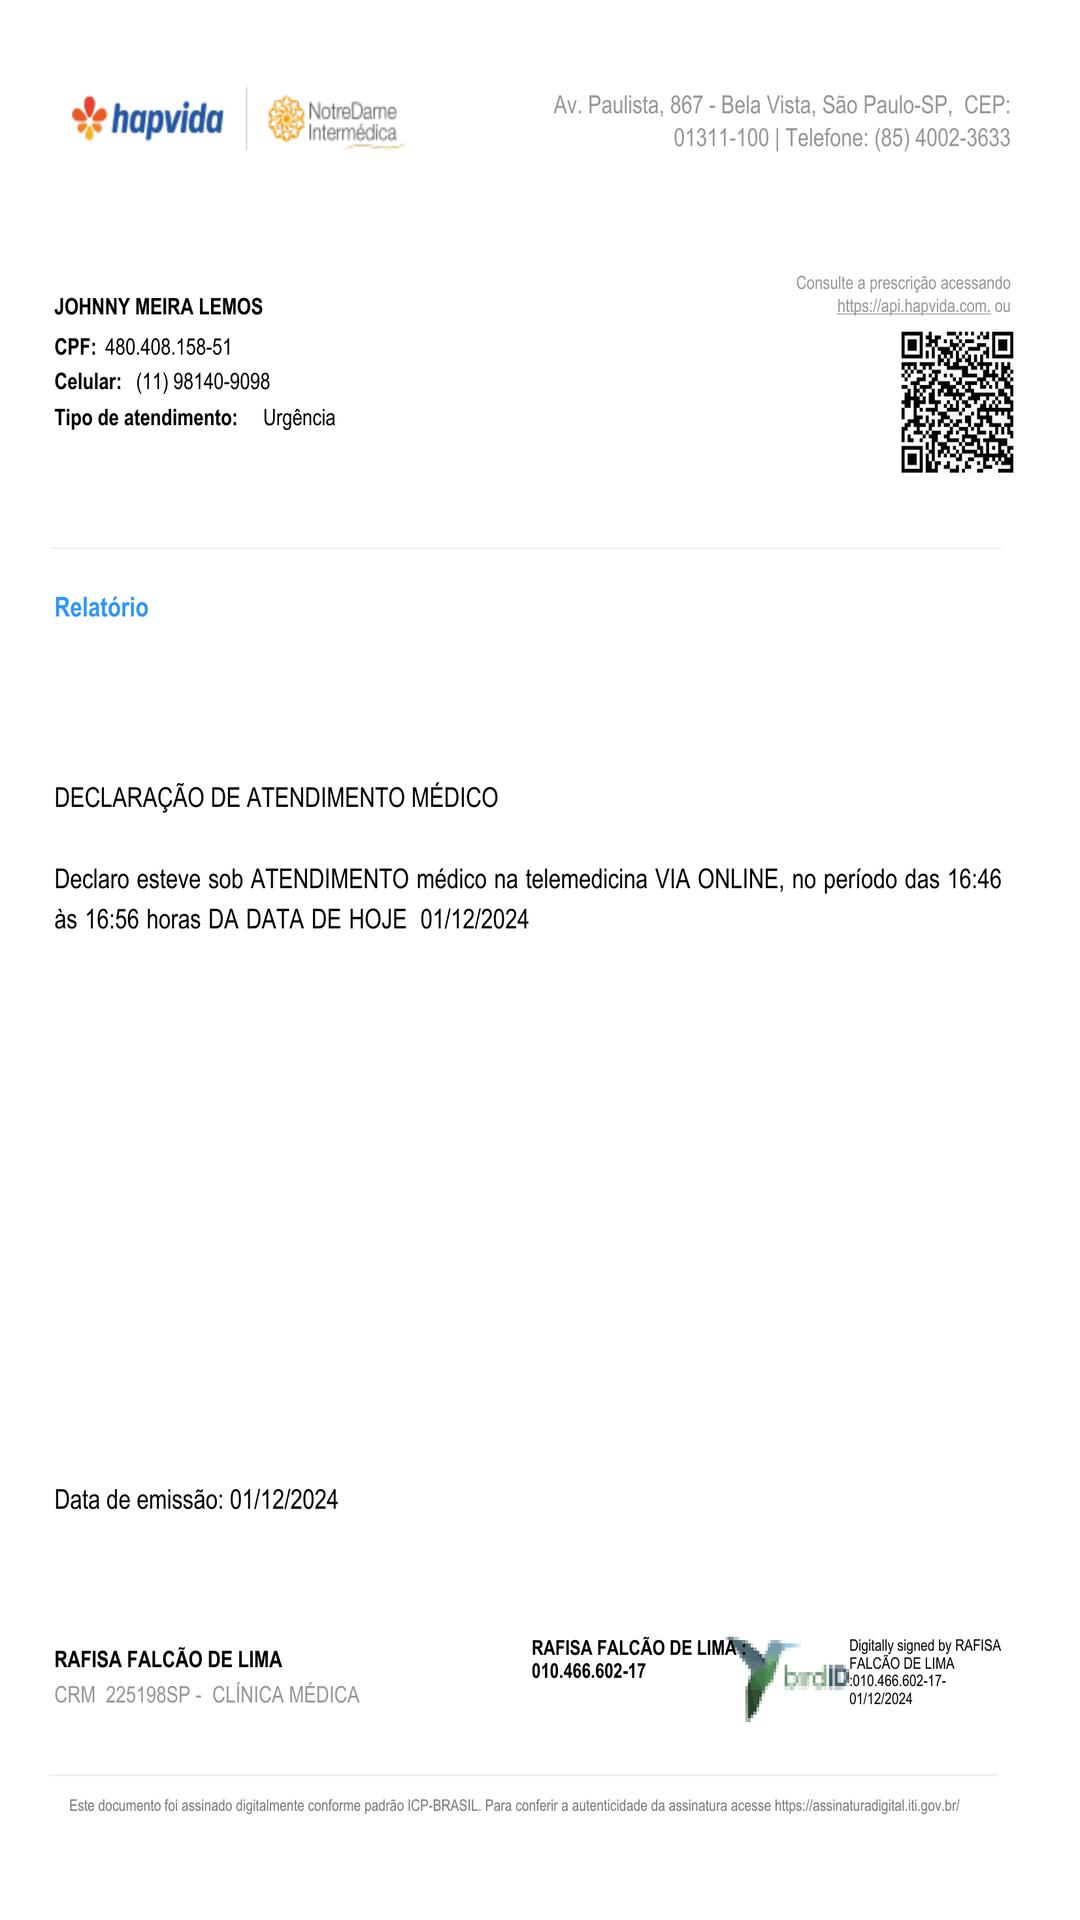 hapvida
NotreDame
Intermédica
Av. Paulista, 867 - Bela Vista, São Paulo-SP, CEP:
01311-100 | Telefone: (85) 4002-3633
Consulte a prescrição acessando
https://api.hapvida.com. ou
JOHNNY MEIRA LEMOS
CPF: 480.408.158-51
Celular: (11) 98140-9098
Tipo de atendimento: Urgência
Relatório
DECLARAÇÃO DE ATENDIMENTO MÉDICO
Declaro esteve sob ATENDIMENTO médico na telemedicina VIA ONLINE, no período das 16:46
às 16:56 horas DA DATA DE HOJE 01/12/2024
Data de emissão: 01/12/2024
RAFISA FALCÃO DE LIMA
CRM 225198SP - CLÍNICA MÉDICA
RAFISA FALCÃO DE LIMA :
010.466.602-17
birdID
Digitally signed by RAFISA
FALCÃO DE LIMA
:010.466.602-17-
01/12/2024
Este documento foi assinado digitalmente conforme padrão ICP-BRASIL. Para conferir a autenticidade da assinatura acesse https://assinaturadigital.iti.gov.br/